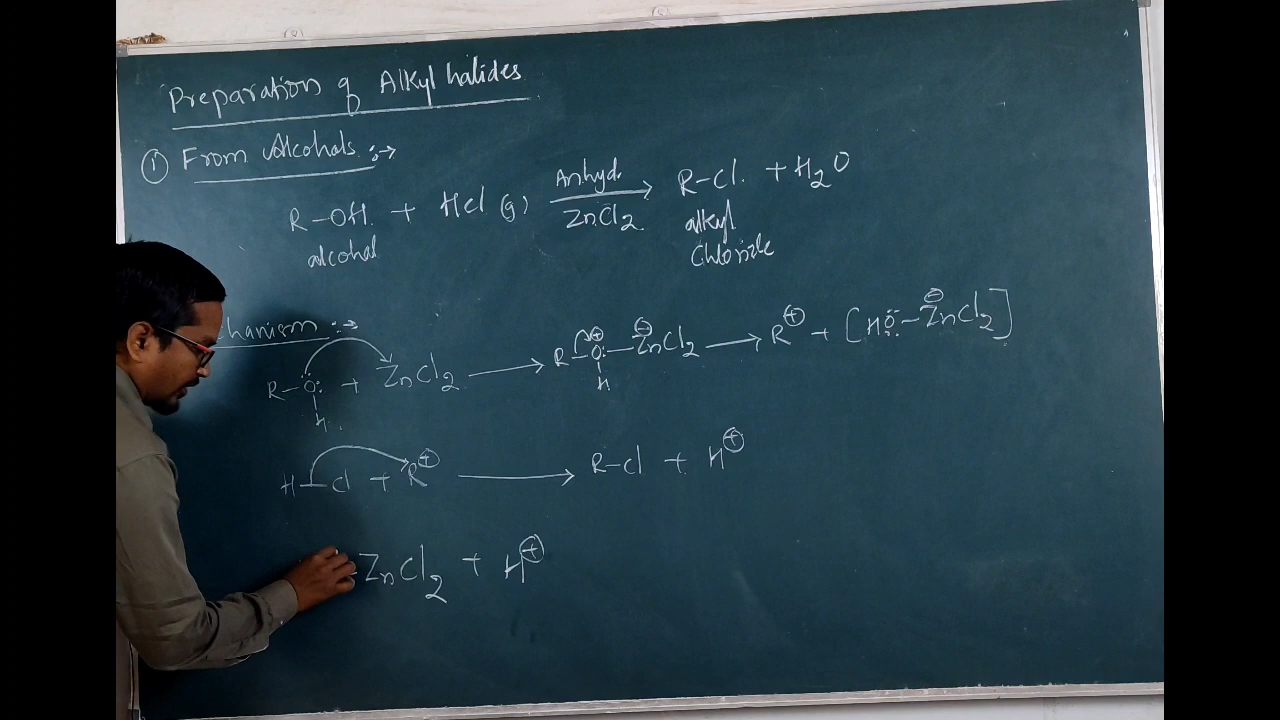 Preparation of Alkyl halides
① From Alcohols :→
R-OH + HCl (g) Anhyd. ZnCl2 → R-Cl. + H2O
alcohol alkyl chloride
hanism :→
R-Ö: + ZnCl2 → R-O:-ZnCl2 → R⊕ + [HÖ-ZnCl2]
H H
H-Cl + R⊕ → R-Cl + H⊕
-ZnCl2 + H⊕